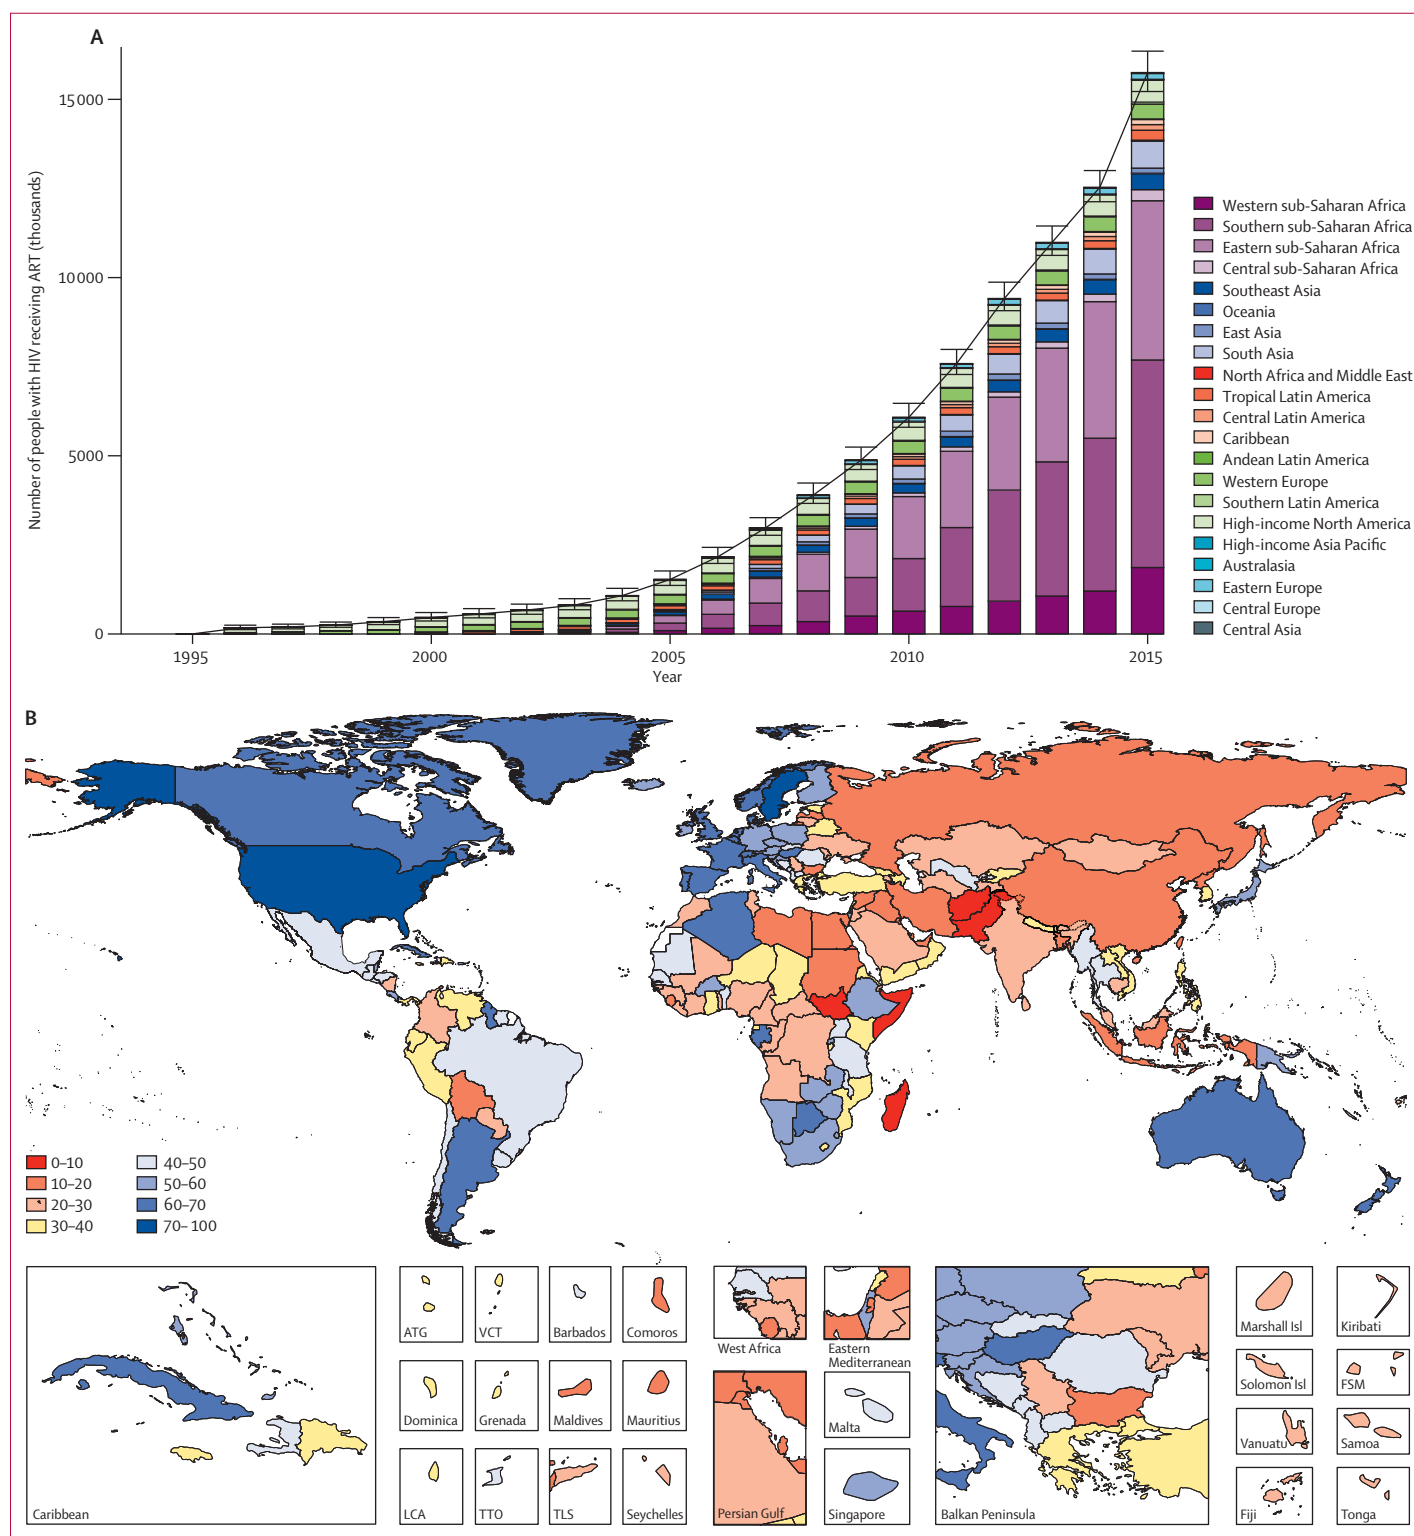 A
Number of people with HIV receiving ART (thousands)
15 000
10 000
5000
0
1995
2000
2005
2010
2015
Year
Western sub-Saharan Africa
Southern sub-Saharan Africa
Eastern sub-Saharan Africa
Central sub-Saharan Africa
Southeast Asia
Oceania
East Asia
South Asia
North Africa and Middle East
Tropical Latin America
Central Latin America
Caribbean
Andean Latin America
Western Europe
Southern Latin America
High-income North America
High-income Asia Pacific
Australasia
Eastern Europe
Central Europe
Central Asia
B
0–10
10–20
20–30
30–40
40–50
50–60
60–70
70–100
Caribbean
ATG
VCT
Barbados
Comoros
Dominica
Grenada
Maldives
Mauritius
LCA
TTO
TLS
Seychelles
West Africa
Eastern
Mediterranean
Persian Gulf
Malta
Singapore
Balkan Peninsula
Marshall Isl
Kiribati
Solomon Isl
FSM
Vanuatu
Samoa
Fiji
Tonga